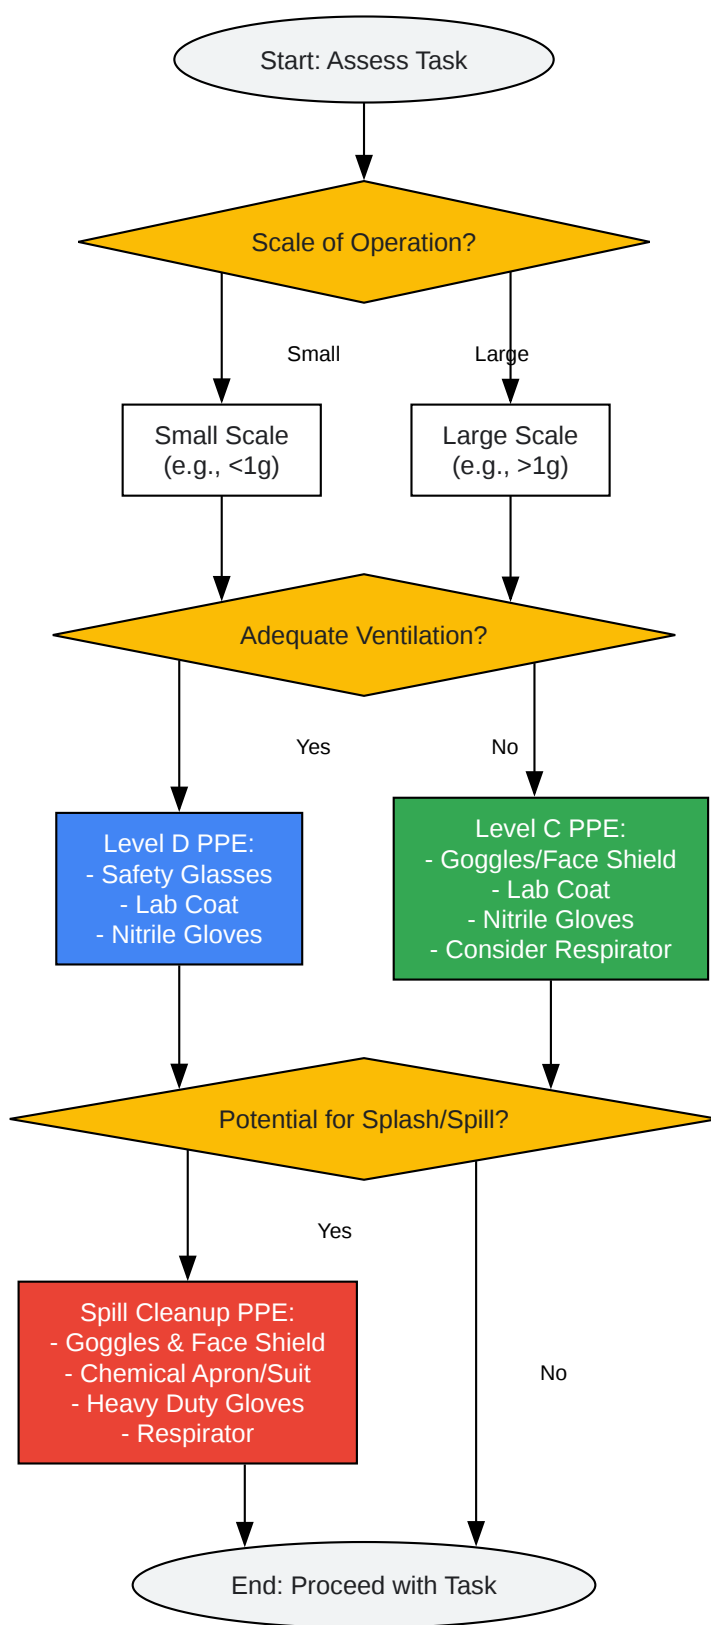 Start: Assess Task
Scale of Operation?
Small
Large
Small Scale
(e.g., <1g)
Large Scale
(e.g., >1g)
Adequate Ventilation?
Yes
No
Level D PPE:
- Safety Glasses
- Lab Coat
- Nitrile Gloves
Level C PPE:
- Goggles/Face Shield
- Lab Coat
- Nitrile Gloves
- Consider Respirator
Potential for Splash/Spill?
Yes
Spill Cleanup PPE:
- Goggles & Face Shield
- Chemical Apron/Suit
- Heavy Duty Gloves
- Respirator
No
End: Proceed with Task